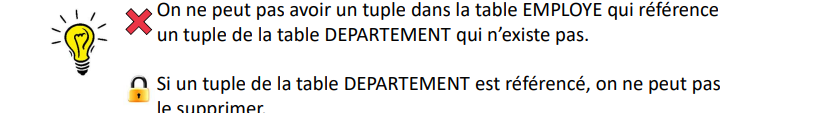 On ne peut pas avoir un tuple dans la table EMPLOYE qui référence
un tuple de la table DEPARTEMENT qui n’existe pas.
Si un tuple de la table DEPARTEMENT est référencé, on ne peut pas
le supprimer.